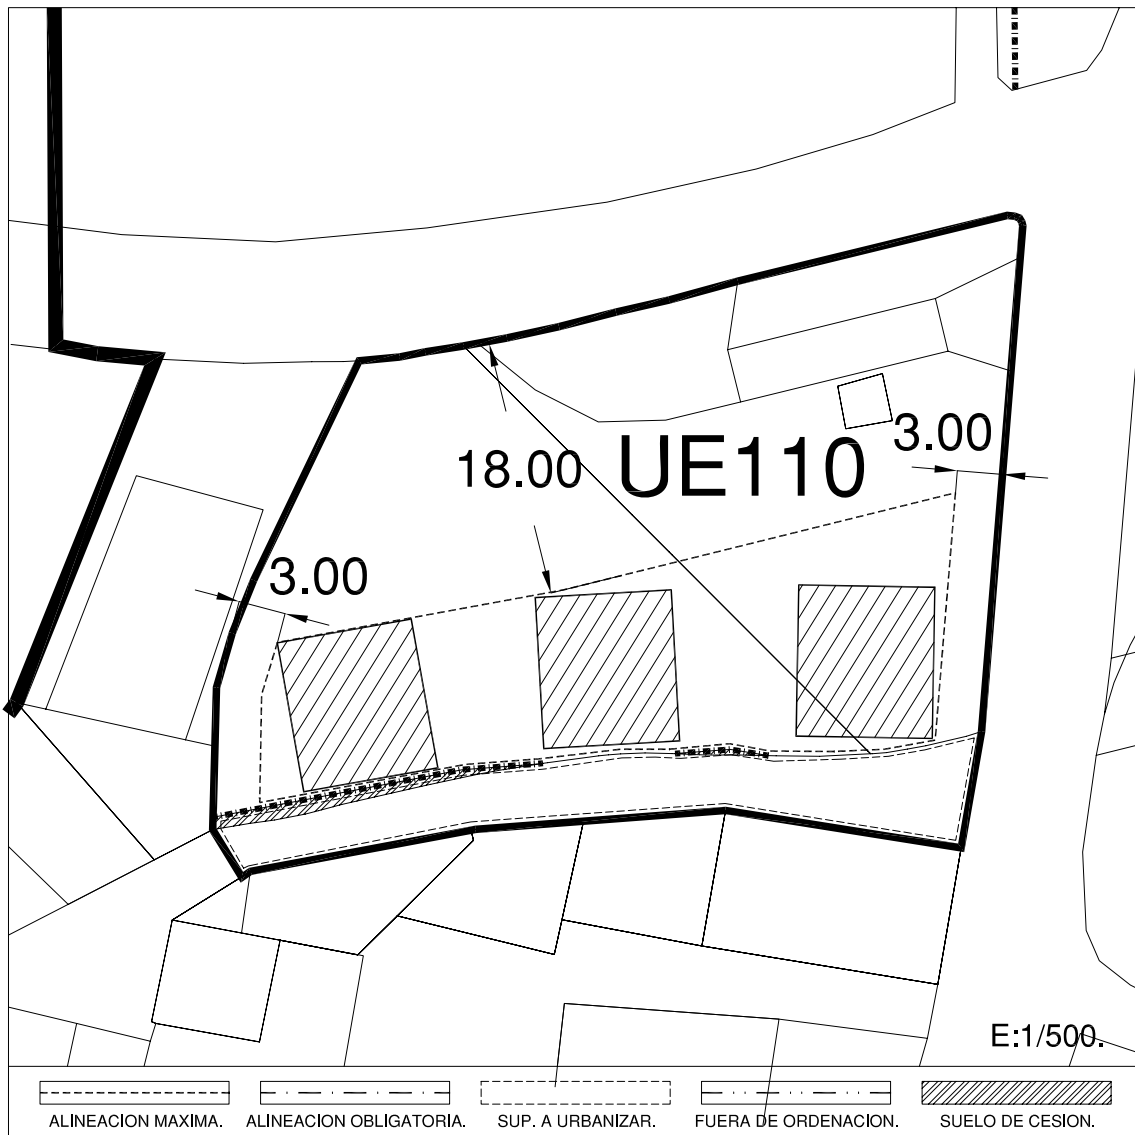 3.00
18.00 UE110
3.00
E:1/500.
ALINEACION MAXIMA. ALINEACION OBLIGATORIA. SUP. A URBANIZAR. FUERA DE ORDENACION. SUELO DE CESION.